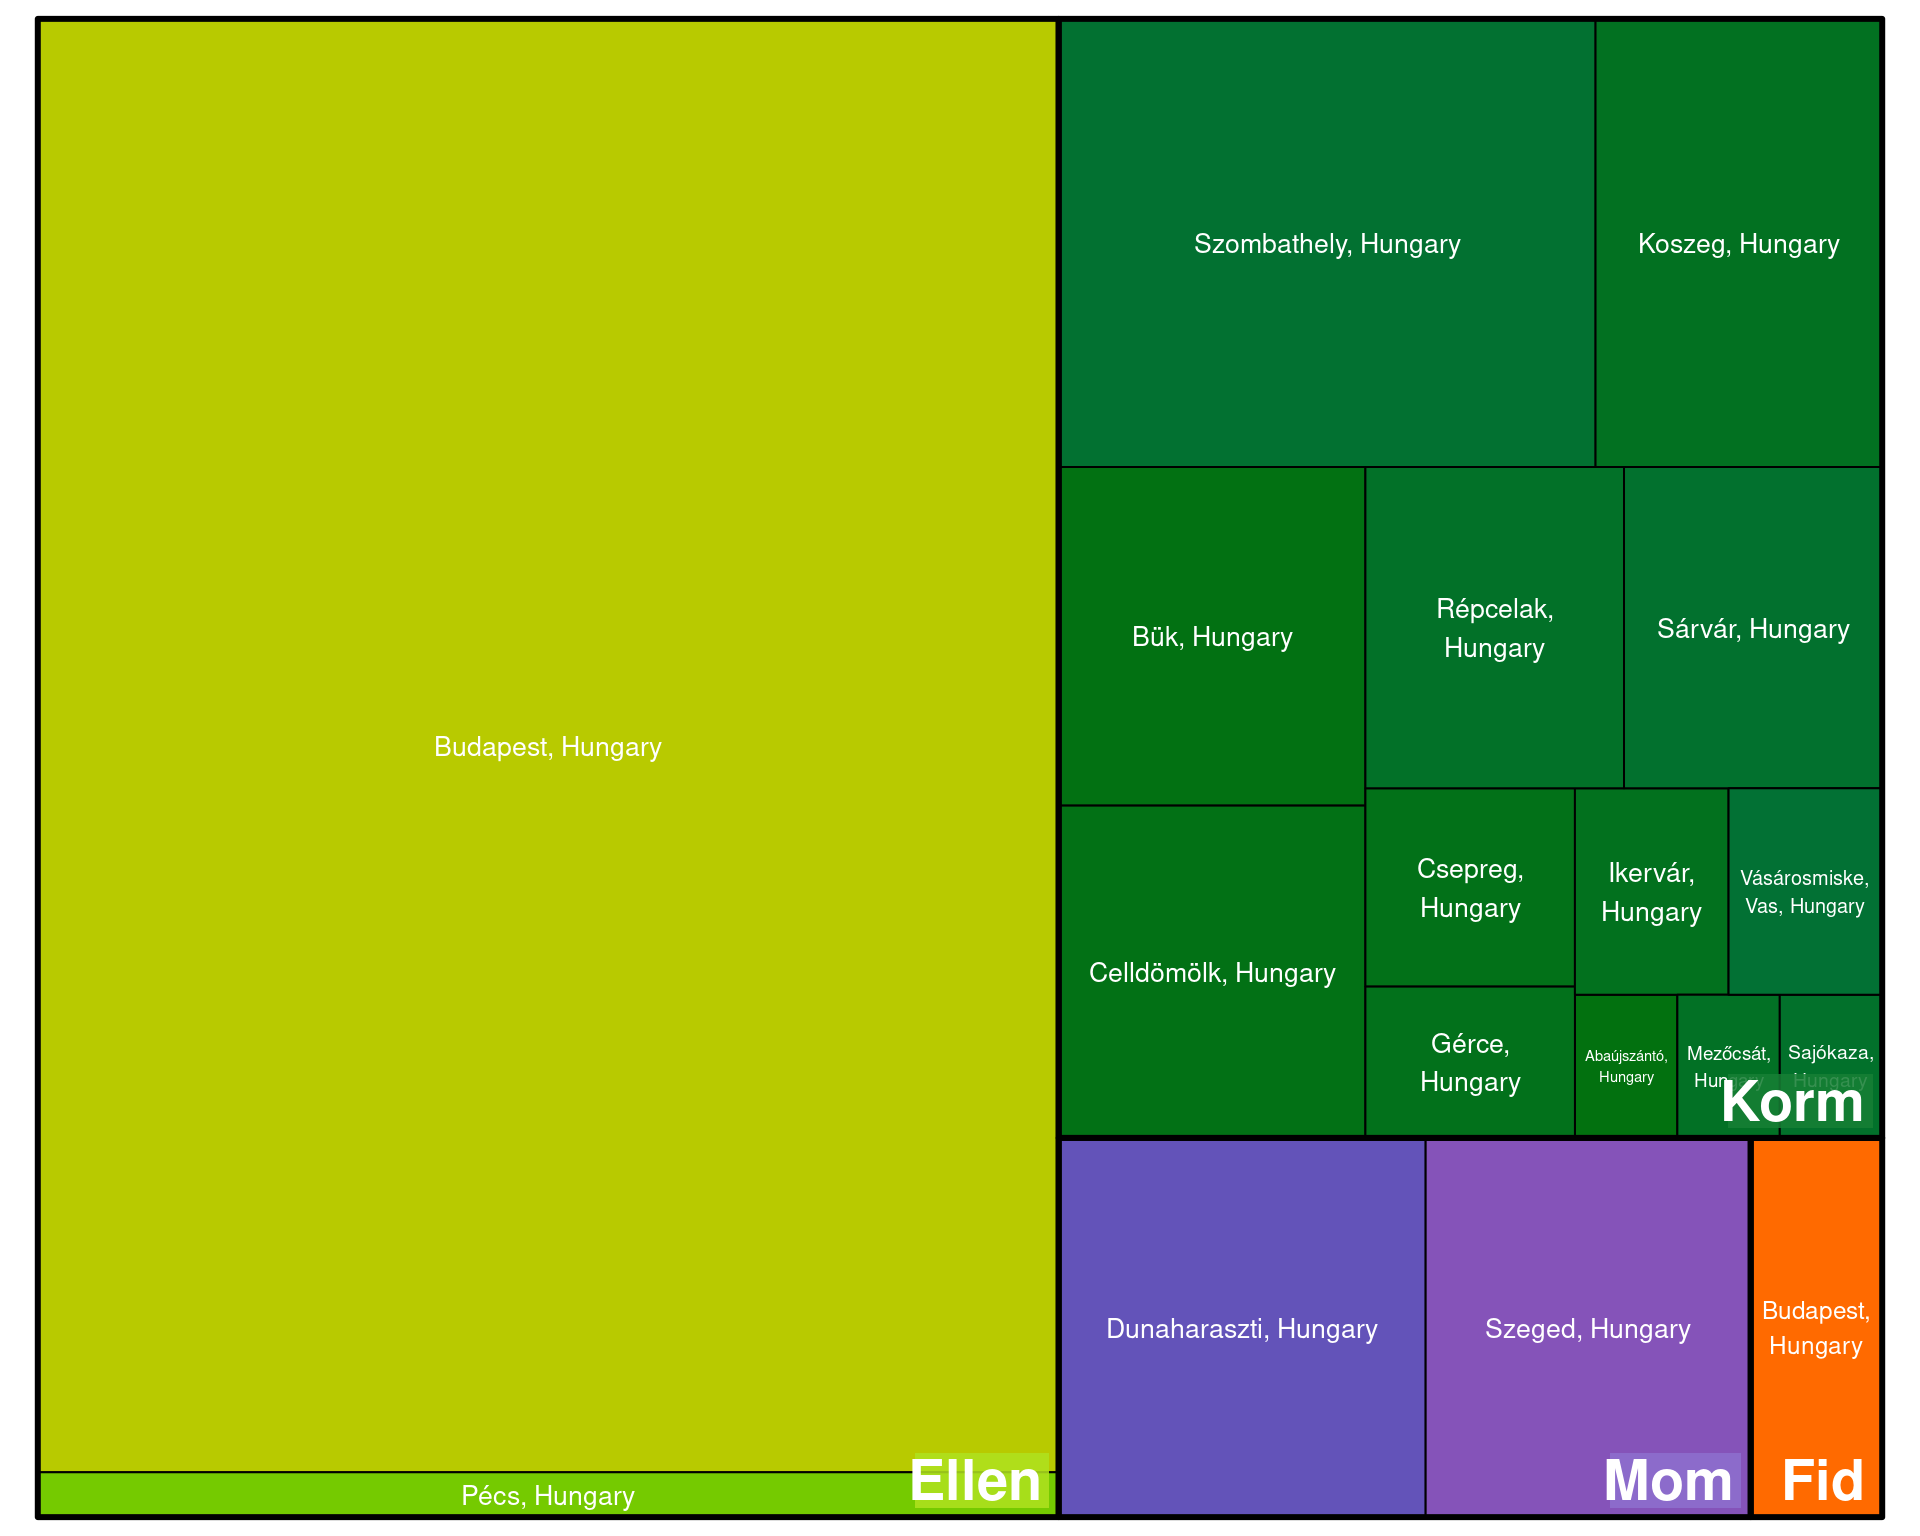 Szombathely, Hungary
Koszeg, Hungary
Bük, Hungary
Répcelak,
Hungary
Sárvár, Hungary
Budapest, Hungary
Csepreg,
Hungary
Ikervár,
Hungary
Vásárosmiske,
Vas, Hungary
Celldömölk, Hungary
Gérce,
Hungary
Abaújszántó,
Hungary
Mezőcsát,
Hungary
Sajókaza,
Hungary
Korm
Dunaharaszti, Hungary
Szeged, Hungary
Budapest,
Hungary
Pécs, Hungary
Ellen
Mom
Fid